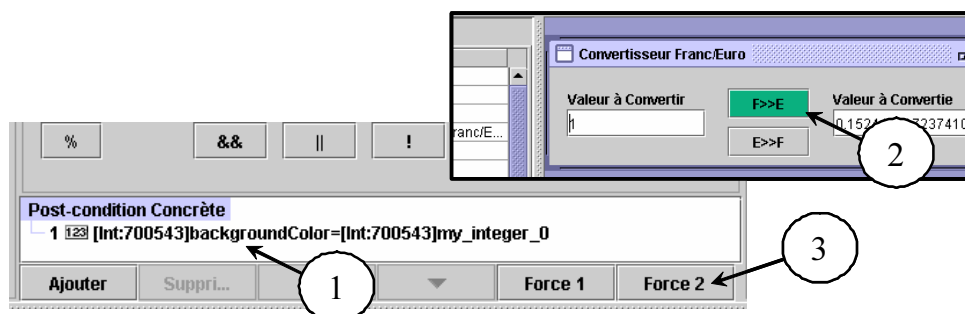 Convertisseur Franc/Euro
Valeur à Convertir
F>>E
Valeur à Convertie
1
E>>F
2
ranc/E...
%
&&
||
!
Post-condition Concrète
1 123 [Int:700543]backgroundColor=[Int:700543]my_integer_0
1
3
Ajouter
Suppri...
Force 1
Force 2